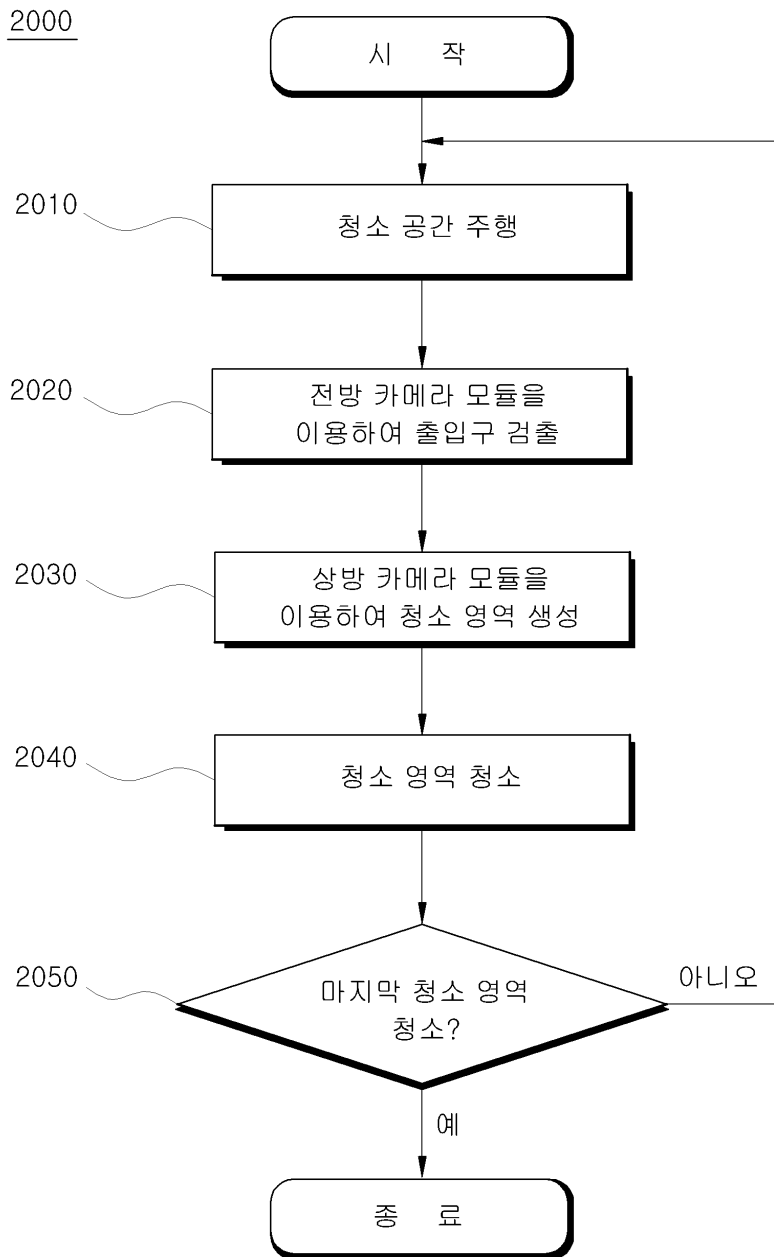 2000
시 작
2010
청소 공간 주행
2020
전방 카메라 모듈을
이용하여 출입구 검출
2030
상방 카메라 모듈을
이용하여 청소 영역 생성
2040
청소 영역 청소
2050
마지막 청소 영역
청소?
아니오
예
종 료